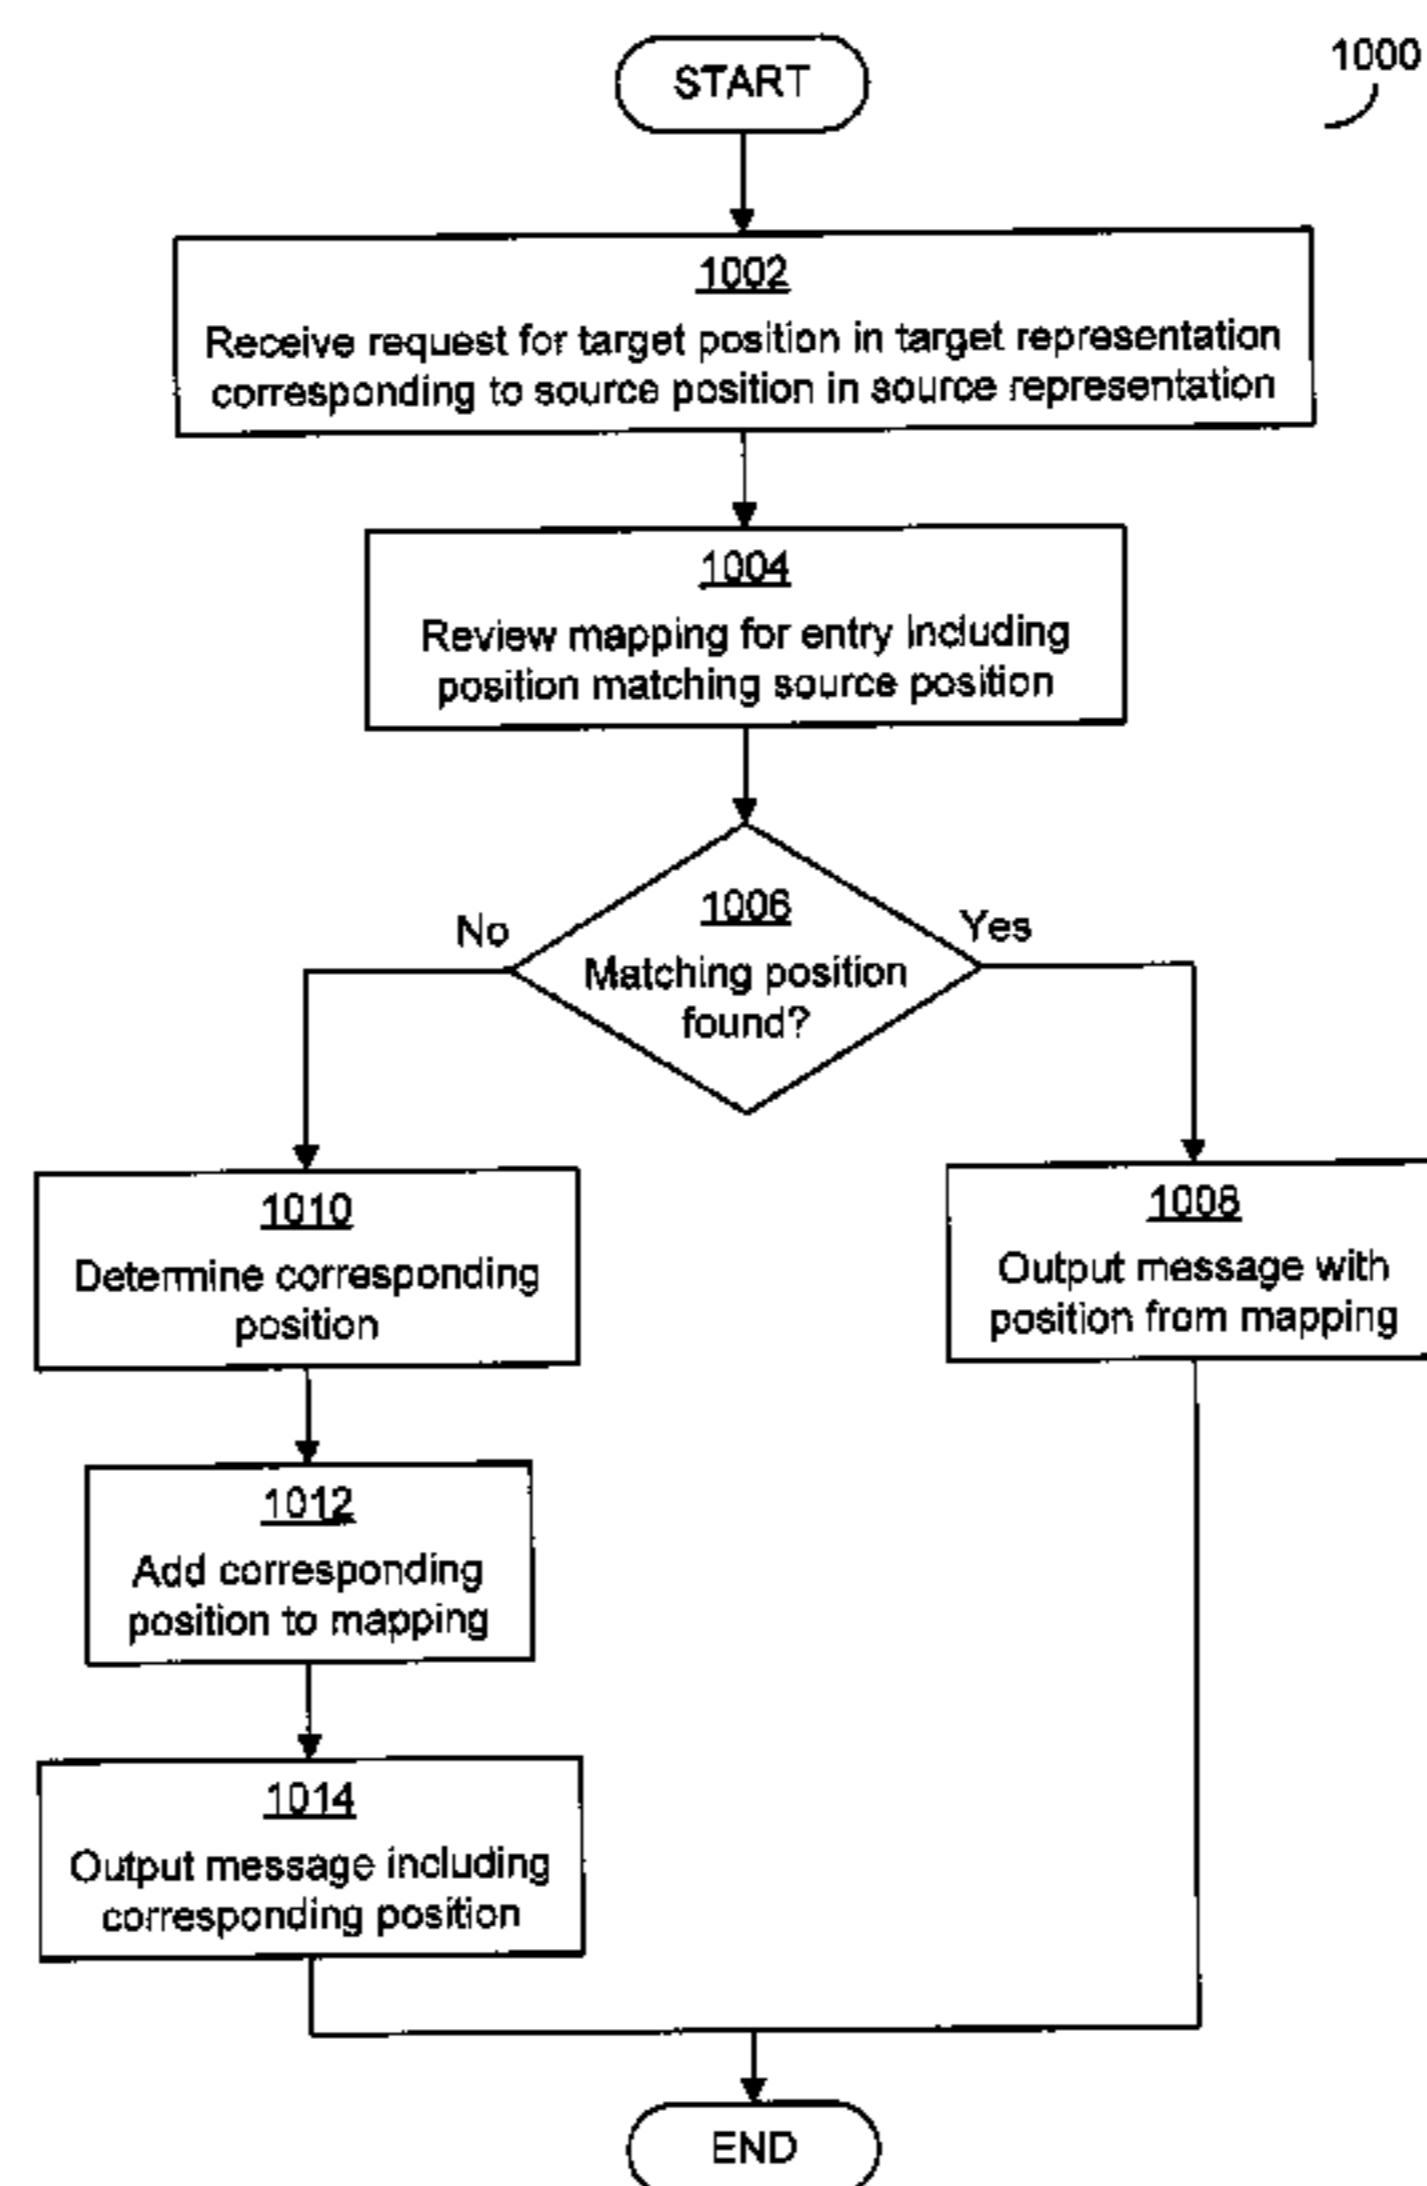 START
1000
1002
Receive request for target position in target representation
corresponding to source position in source representation
1004
Review mapping for entry including
position matching source position
1006
Matching position
found?
No
Yes
1010
Determine corresponding
position
1008
Output message with
position from mapping
1012
Add corresponding
position to mapping
1014
Output message including
corresponding position
END